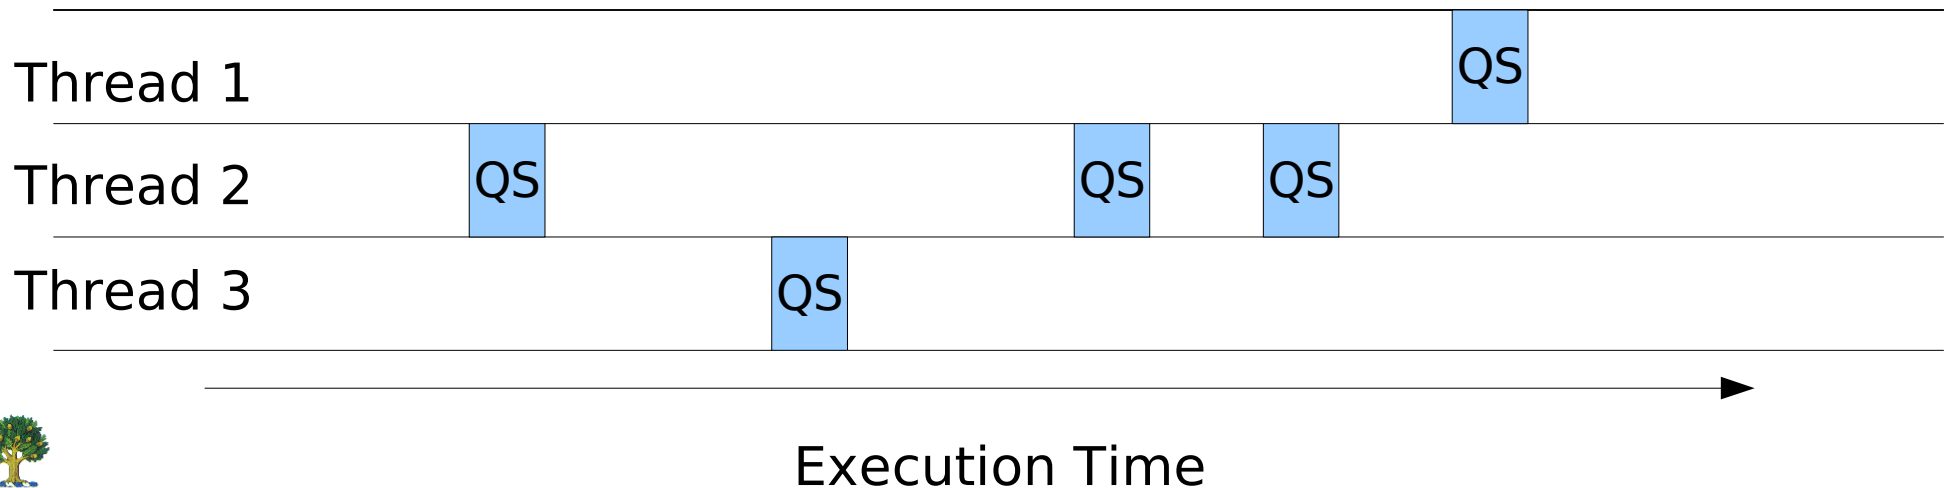 QS
Thread 1
QS QS QS
Thread 2
QS
Thread 3
Execution Time